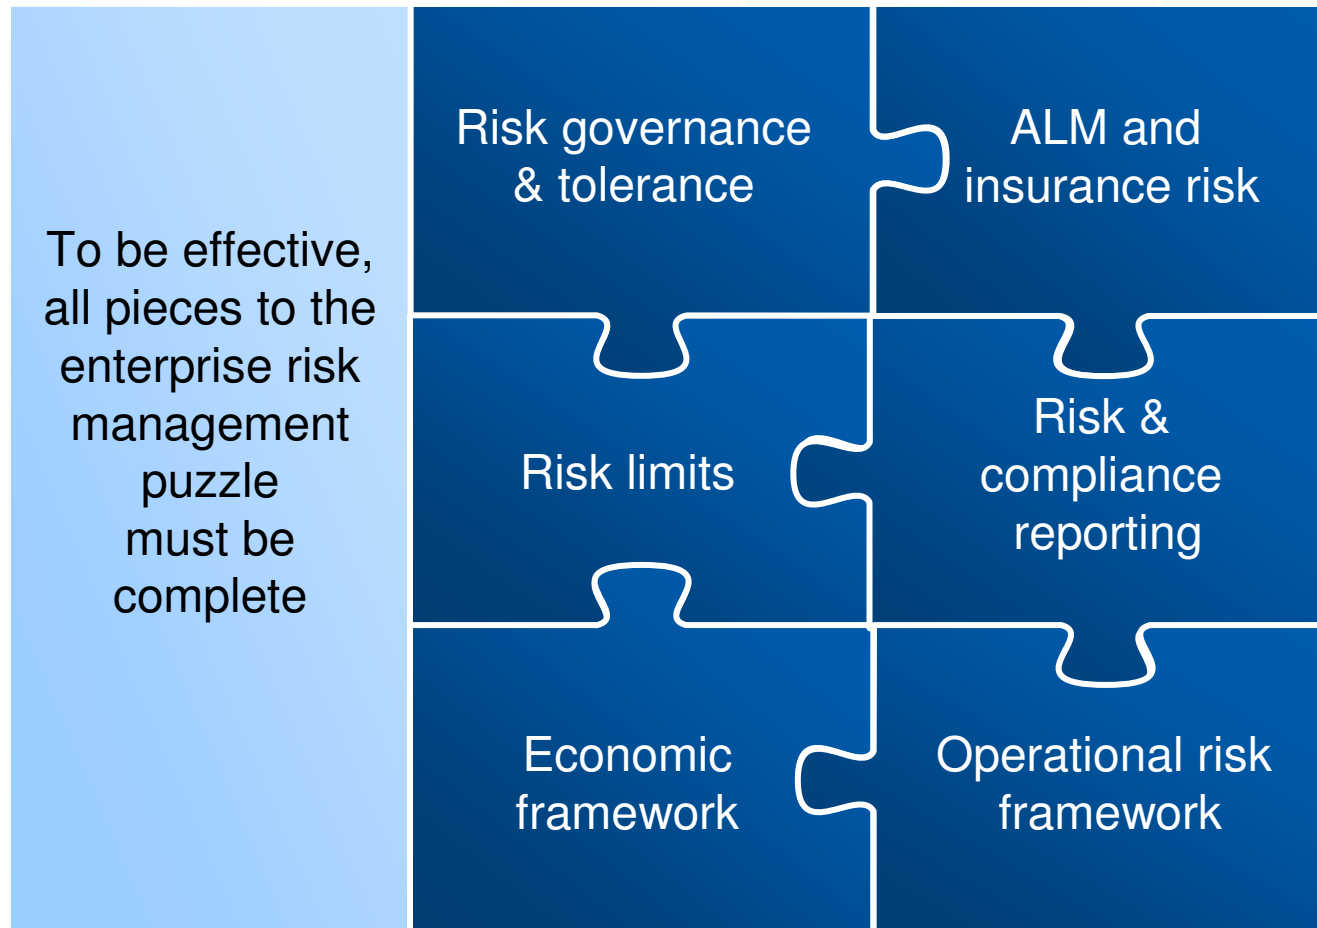 To be effective,
all pieces to the
enterprise risk
management
puzzle
must be
complete
Risk governance
& tolerance
ALM and
insurance risk
Risk limits
Risk &
compliance
reporting
Economic
framework
Operational risk
framework